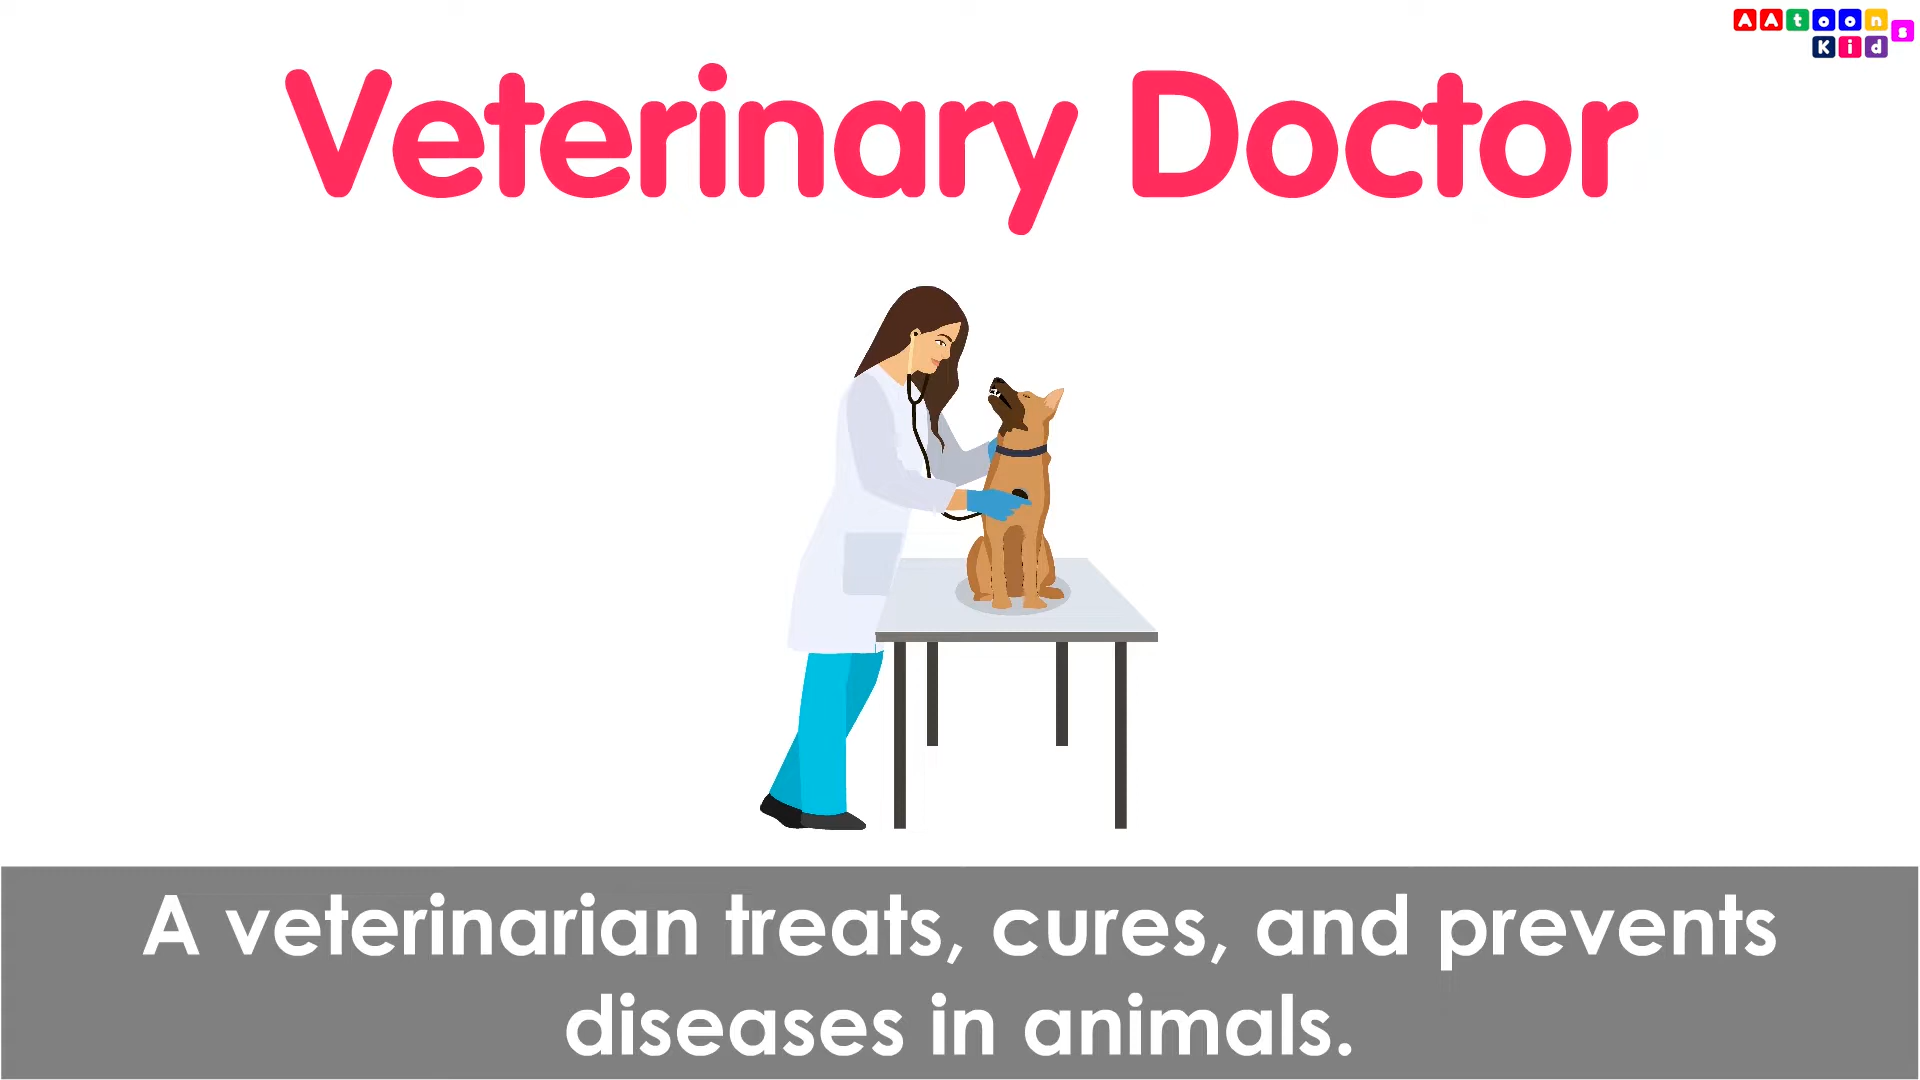 AAtoons
Kid
Veterinary Doctor
A veterinarian treats, cures, and prevents
diseases in animals.